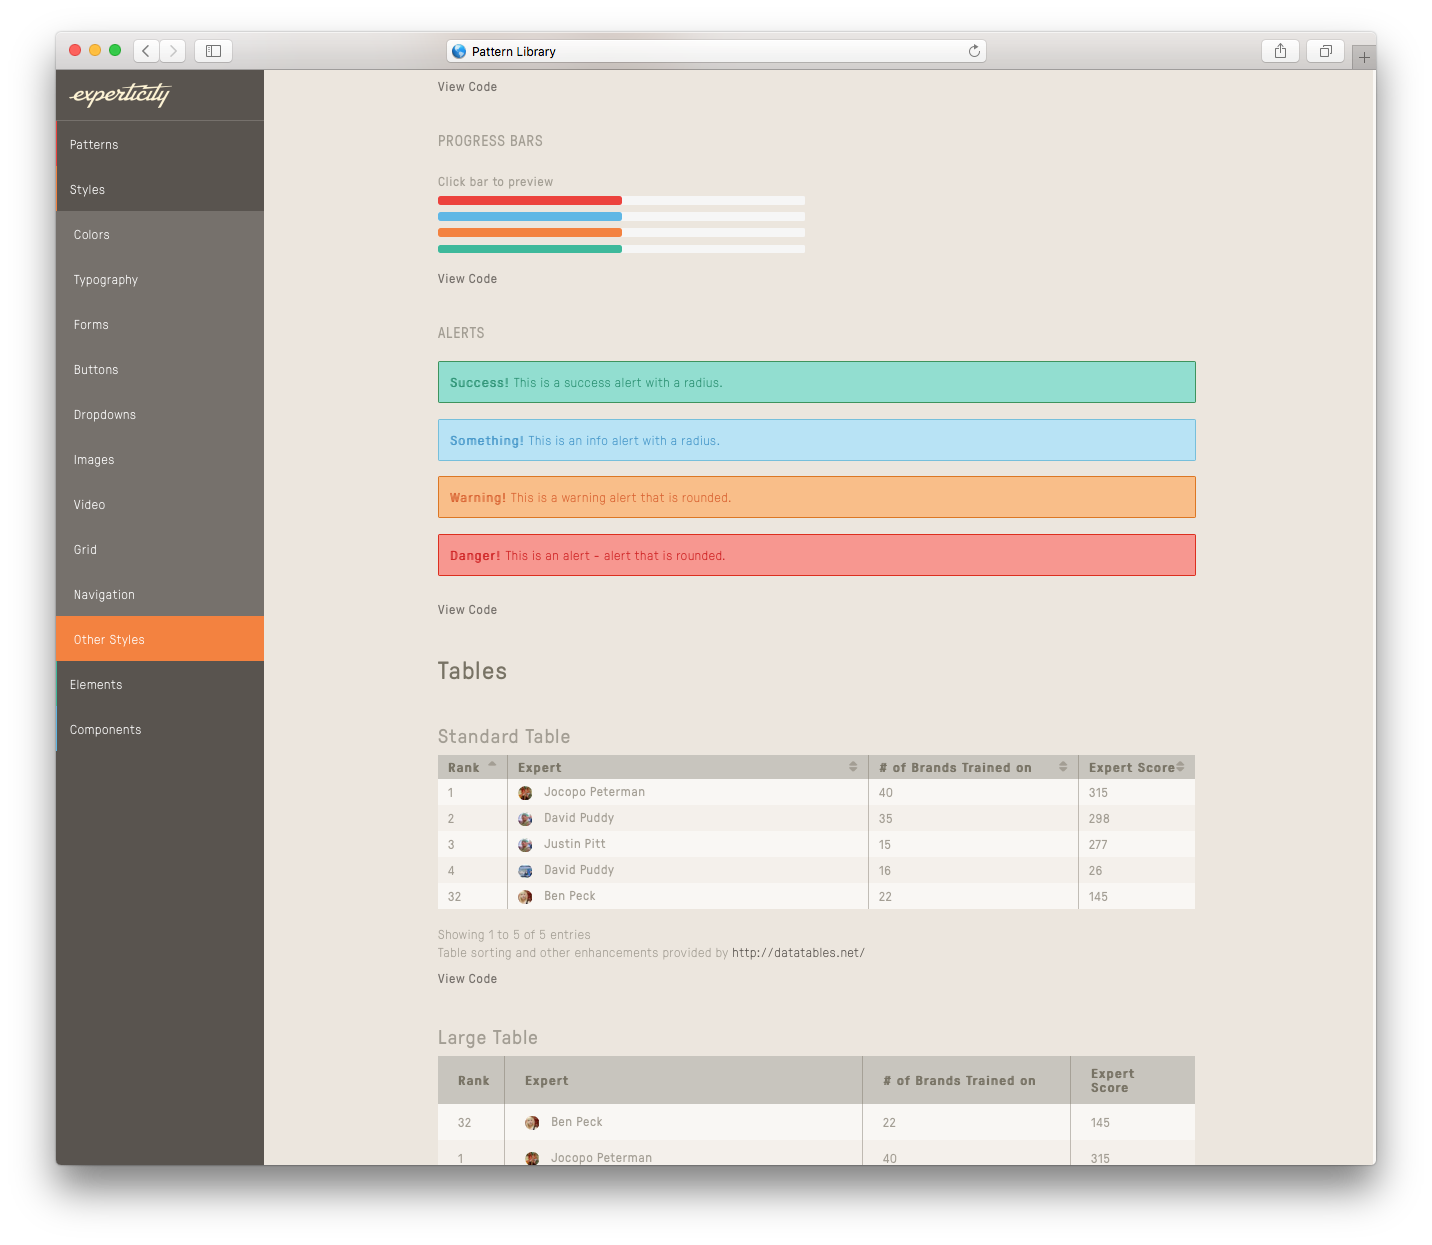 Pattern Library
experticity
Patterns
Styles
Colors
Typography
Forms
Buttons
Dropdowns
Images
Video
Grid
Navigation
Other Styles
Elements
Components
View Code
PROGRESS BARS
Click bar to preview
View Code
ALERTS
Success! This is a success alert with a radius.
Something! This is an info alert with a radius.
Warning! This is a warning alert that is rounded.
Danger! This is an alert - alert that is rounded.
View Code
Tables
Standard Table
Rank Expert # of Brands Trained on Expert Score
1 Jocopo Peterman 40 315
2 David Puddy 35 298
3 Justin Pitt 15 277
4 David Puddy 16 26
32 Ben Peck 22 145
Showing 1 to 5 of 5 entries
Table sorting and other enhancements provided by http://datatables.net/
View Code
Large Table
Rank Expert # of Brands Trained on Expert
Score
32 Ben Peck 22 145
1 Jocopo Peterman 40 315